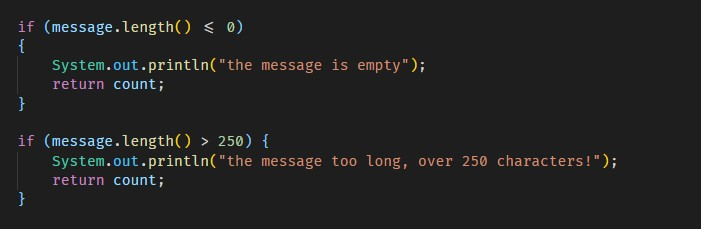 if (message.length() <= 0)
{
    System.out.println("the message is empty");
    return count;
}

if (message.length() > 250) {
    System.out.println("the message too long, over 250 characters!");
    return count;
}